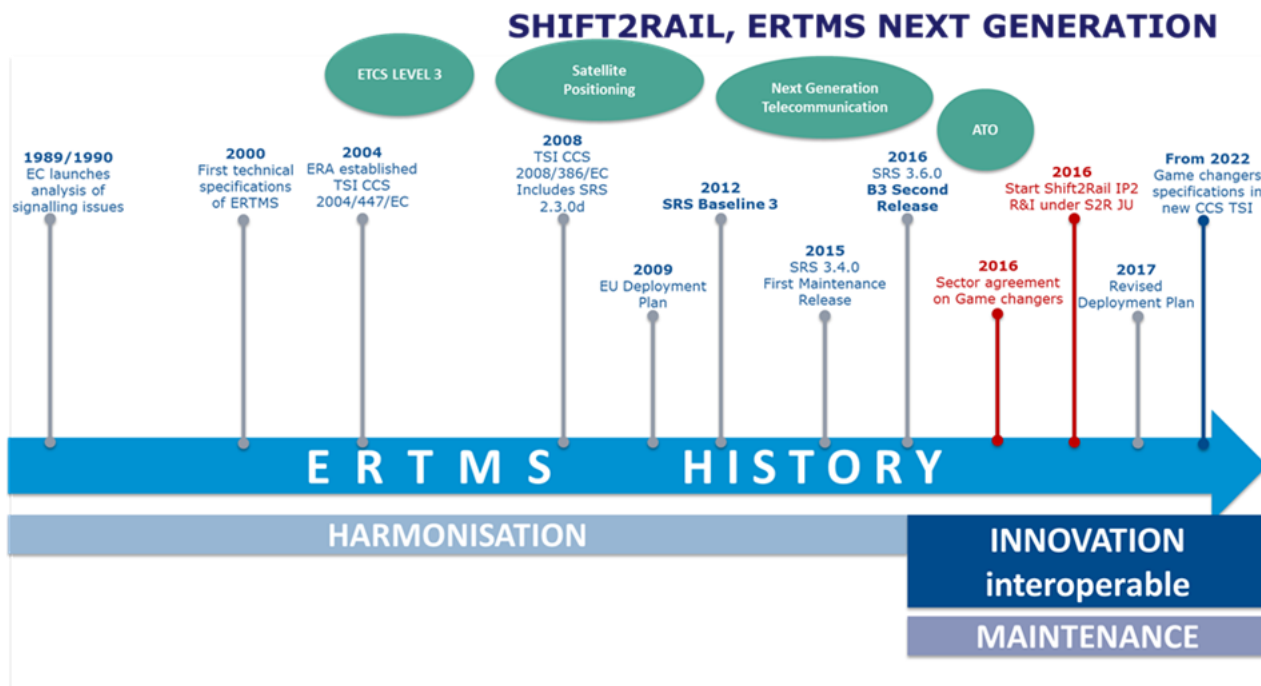 SHIFT2RAIL, ERTMS NEXT GENERATION
ETCS LEVEL 3
Satellite
Positioning
Next Generation
Telecommunication
ATO
1989/1990
EC launches
analysis of
signalling issues
2000
First technical
specifications
of ERTMS
2004
ERA established
TSI CCS
2004/447/EC
2008
TSI CCS
2008/386/EC
Includes SRS
2.3.0d
2009
EU Deployment
Plan
2012
SRS Baseline 3
2015
SRS 3.4.0
First Maintenance
Release
2016
SRS 3.6.0
B3 Second
Release
2016
Sector agreement
on Game changers
2016
Start Shift2Rail IP2
R&I under S2R JU
2017
Revised
Deployment Plan
From 2022
Game changers
specifications in
new CCS TSI
ERTMS HISTORY
HARMONISATION
INNOVATION
interoperable
MAINTENANCE